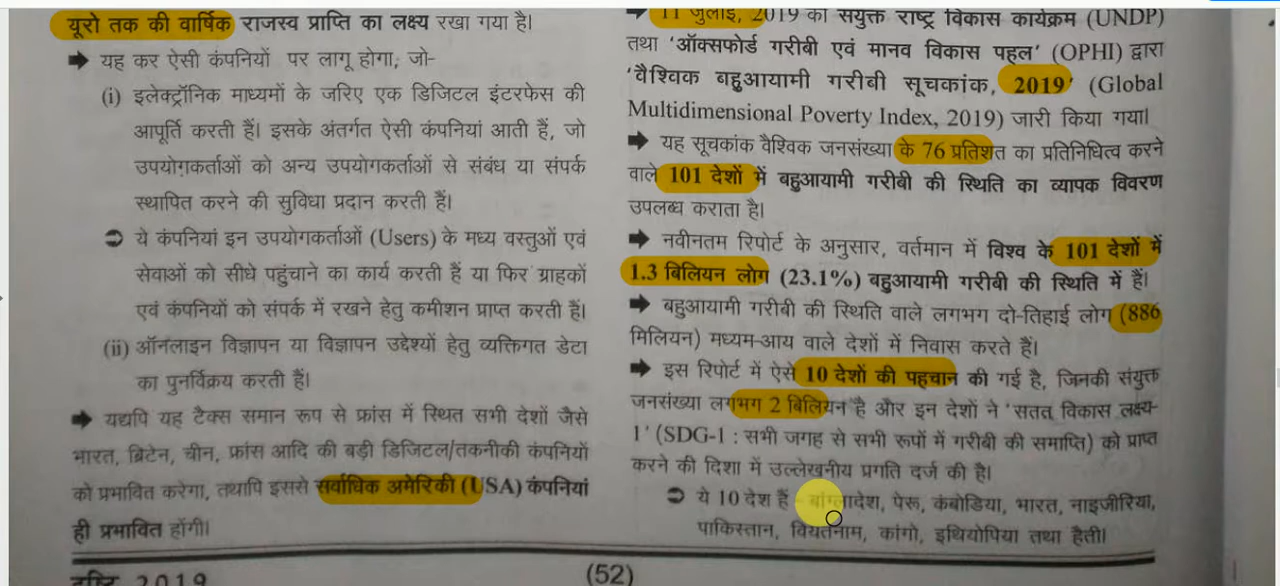 यूरो तक की वार्षिक राजस्व प्राप्ति का लक्ष्य रखा गया है।
➡ यह कर ऐसी कंपनियों पर लागू होगा, जो-
(i) इलेक्ट्रॉनिक माध्यमों के जरिए एक डिजिटल इंटरफेस की
आपूर्ति करती हैं। इसके अंतर्गत ऐसी कंपनियां आती हैं, जो
उपयोगकर्ताओं को अन्य उपयोगकर्ताओं से संबंध या संपर्क
स्थापित करने की सुविधा प्रदान करती हैं।
➲ ये कंपनियां इन उपयोगकर्ताओं (Users) के मध्य वस्तुओं एवं
सेवाओं को सीधे पहुंचाने का कार्य करती हैं या फिर ग्राहकों
एवं कंपनियों को संपर्क में रखने हेतु कमीशन प्राप्त करती हैं।
(ii) ऑनलाइन विज्ञापन या विज्ञापन उद्देश्यों हेतु व्यक्तिगत डेटा
का पुनर्विक्रय करती हैं।
➡ यद्यपि यह टैक्स समान रूप से फ्रांस में स्थित सभी देशों जैसे
भारत, ब्रिटेन, चीन, फ्रांस आदि की बड़ी डिजिटल/तकनीकी कंपनियों
को प्रभावित करेगा, तथापि इससे सर्वाधिक अमेरिकी (USA) कंपनियां
ही प्रभावित होंगी।
➡ 11 जुलाई, 2019 को संयुक्त राष्ट्र विकास कार्यक्रम (UNDP)
तथा 'ऑक्सफोर्ड गरीबी एवं मानव विकास पहल' (OPHI) द्वारा
'वैश्विक बहुआयामी गरीबी सूचकांक, 2019' (Global
Multidimensional Poverty Index, 2019) जारी किया गया।
➡ यह सूचकांक वैश्विक जनसंख्या के 76 प्रतिशत का प्रतिनिधित्व करने
वाले 101 देशों में बहुआयामी गरीबी की स्थिति का व्यापक विवरण
उपलब्ध कराता है।
➡ नवीनतम रिपोर्ट के अनुसार, वर्तमान में विश्व के 101 देशों में
1.3 बिलियन लोग (23.1%) बहुआयामी गरीबी की स्थिति में हैं।
➡ बहुआयामी गरीबी की स्थिति वाले लगभग दो-तिहाई लोग (886
मिलियन) मध्यम-आय वाले देशों में निवास करते हैं।
➡ इस रिपोर्ट में ऐसे 10 देशों की पहचान की गई है, जिनकी संयुक्त
जनसंख्या लगभग 2 बिलियन है और इन देशों ने 'सतत् विकास लक्ष्य-
1' (SDG-1 : सभी जगह से सभी रूपों में गरीबी की समाप्ति) को प्राप्त
करने की दिशा में उल्लेखनीय प्रगति दर्ज की है।
➲ ये 10 देश हैं - बांग्लादेश, पेरू, कंबोडिया, भारत, नाइजीरिया,
पाकिस्तान, वियतनाम, कांगो, इथियोपिया तथा हैती।
2019
(52)